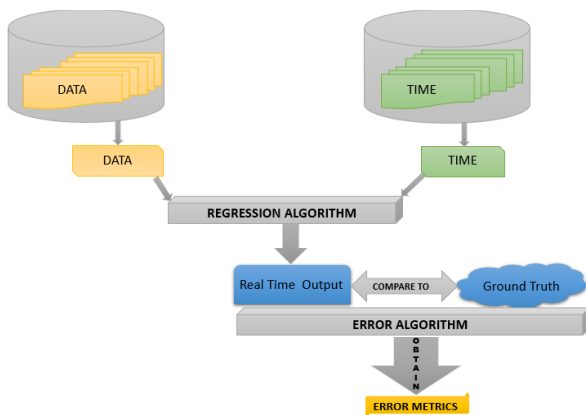 DATA
TIME
DATA
TIME
REGRESSION ALGORITHM
Real Time Output
COMPARE TO
Ground Truth
ERROR ALGORITHM
OBTAIN
ERROR METRICS